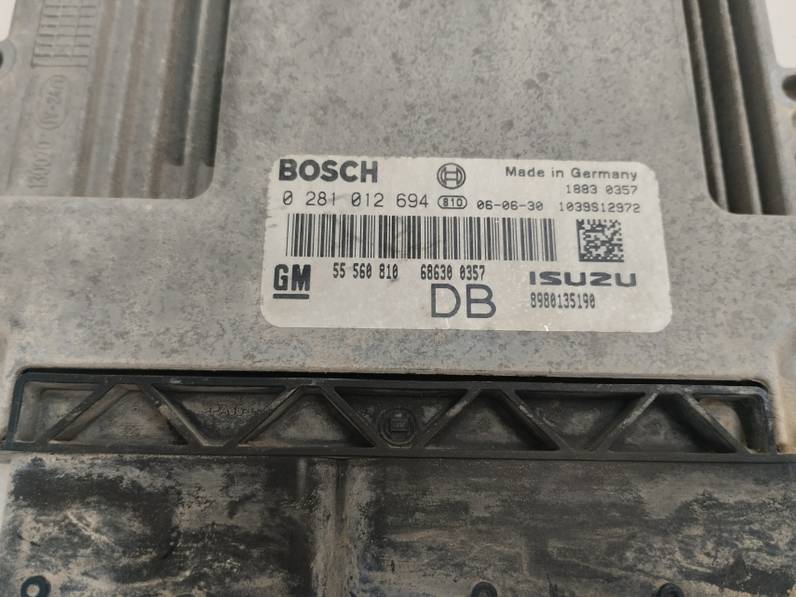 BOSCH Made in Germany
1883 0357
0 281 012 694 810 06-06-30 1039S12972
GM 55 560 810 68630 0357 ISUZU
DB 8980135190